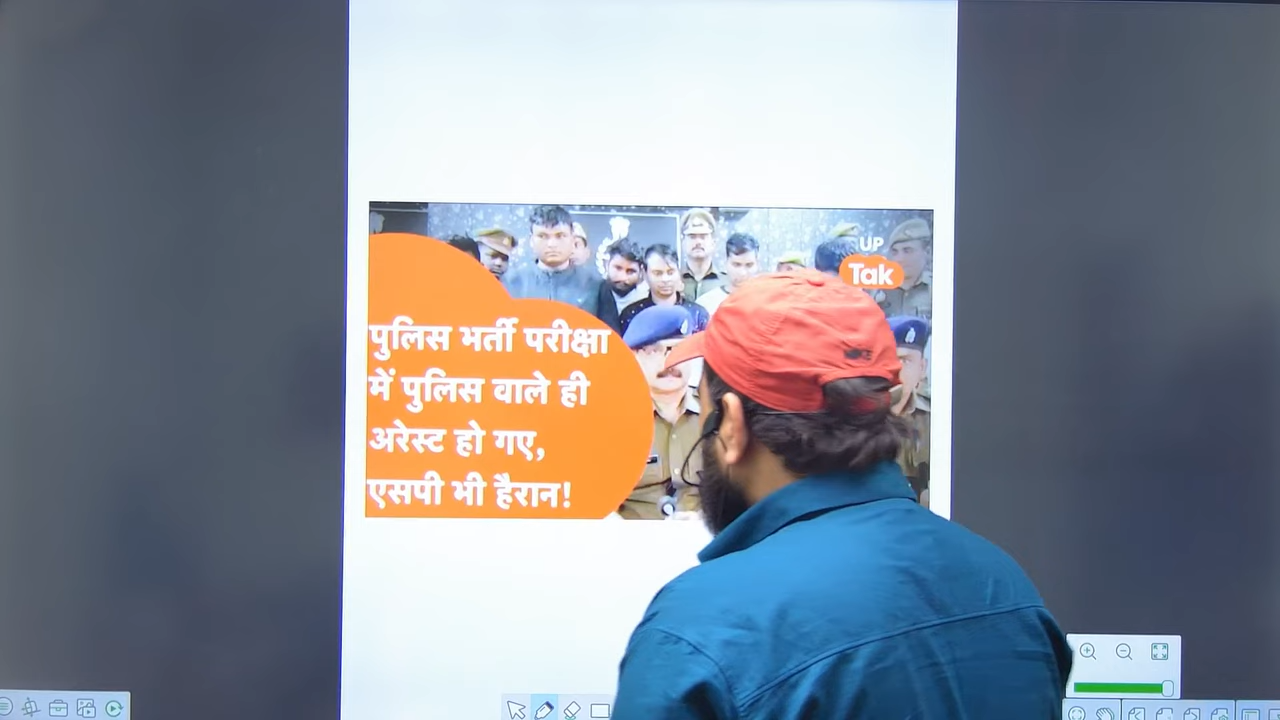 UP
Tak
पुलिस भर्ती परीक्षा
में पुलिस वाले ही
अरेस्ट हो गए,
एसपी भी हैरान!